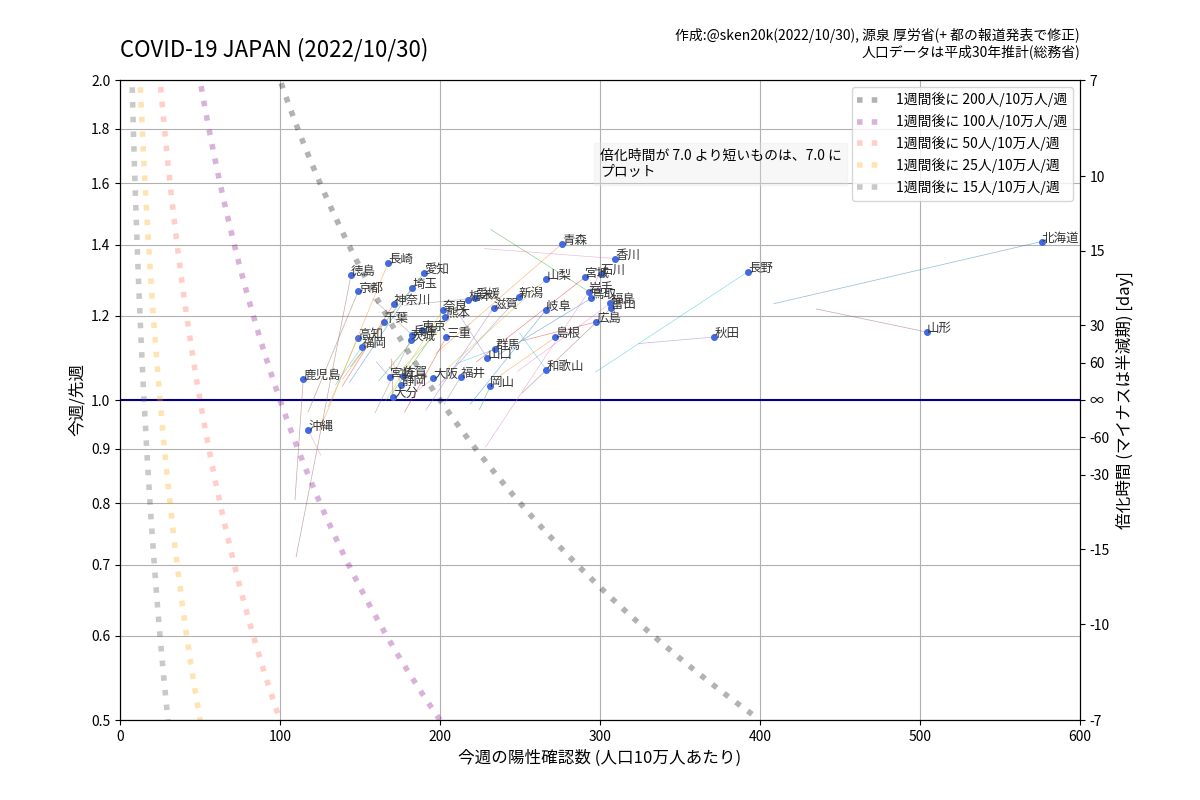 COVID-19 JAPAN (2022/10/30)
作成:@sken20k(2022/10/30), 源泉 厚労省(+ 都の報道発表で修正)
人口データは平成30年推計(総務省)
1週間後に 200人/10万人/週
1週間後に 100人/10万人/週
1週間後に 50人/10万人/週
1週間後に 25人/10万人/週
1週間後に 15人/10万人/週
倍化時間が 7.0 より短いものは、7.0 に
プロット
今週/先週
2.0
1.8
1.6
1.4
1.2
1.0
0.9
0.8
0.7
0.6
0.5
北海道
青森
香川
長崎
愛知
徳島
石川
長野
宮城
山梨
埼玉
京都
岩手
鳥取
新潟
愛媛
神奈川
福島
富山
奈良
滋賀
岐阜
熊本
千葉
広島
東京
山形
高知
三重
島根
秋田
茨城
福岡
群馬
山口
和歌山
鹿児島
宮崎
佐賀
静岡
大阪
福井
岡山
大分
沖縄
7
10
15
30
60
∞
-60
-30
-15
-10
-7
倍化時間 (マイナスは半減期) [day]
0
100
200
300
400
500
600
今週の陽性確認数 (人口10万人あたり)